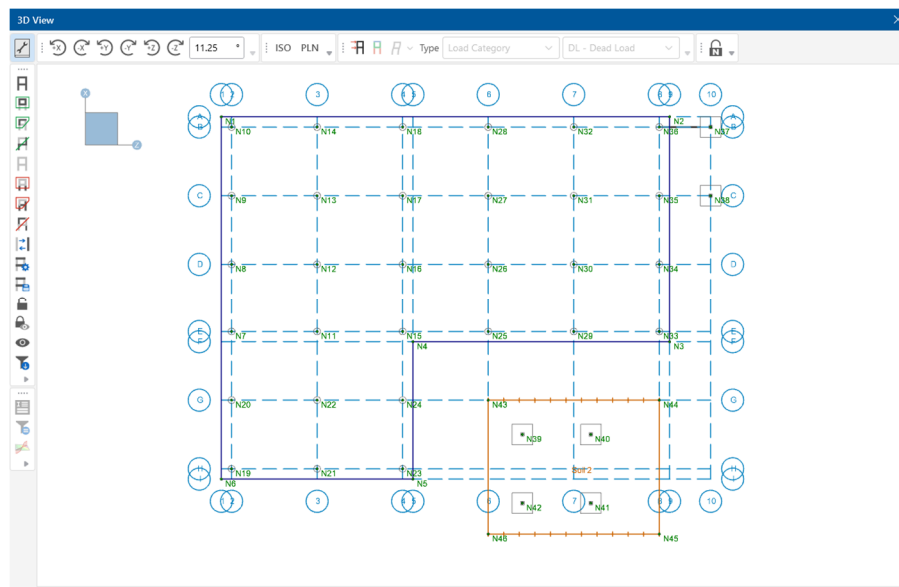 3D View
+X -X +Y -Y +Z -Z 11.25 ° ISO PLN Type Load Category DL - Dead Load N
X
Z
1 2 3 4 5 6 7 8 9 10
A A
N1 N2
B B
N10 N14 N18 N28 N32 N36 N37
C C
N9 N13 N17 N27 N31 N35 N38
D D
N8 N12 N16 N26 N30 N34
E E
N7 N11 N15 N25 N29 N33
F F
N4 N3
G G
N20 N22 N24 N43 N44
N39 N40
H H
Sur12
N19 N21 N23
I I
N6 N5
1 2 3 4 5 6 7 8 9 10
N42 N41
N46 N45